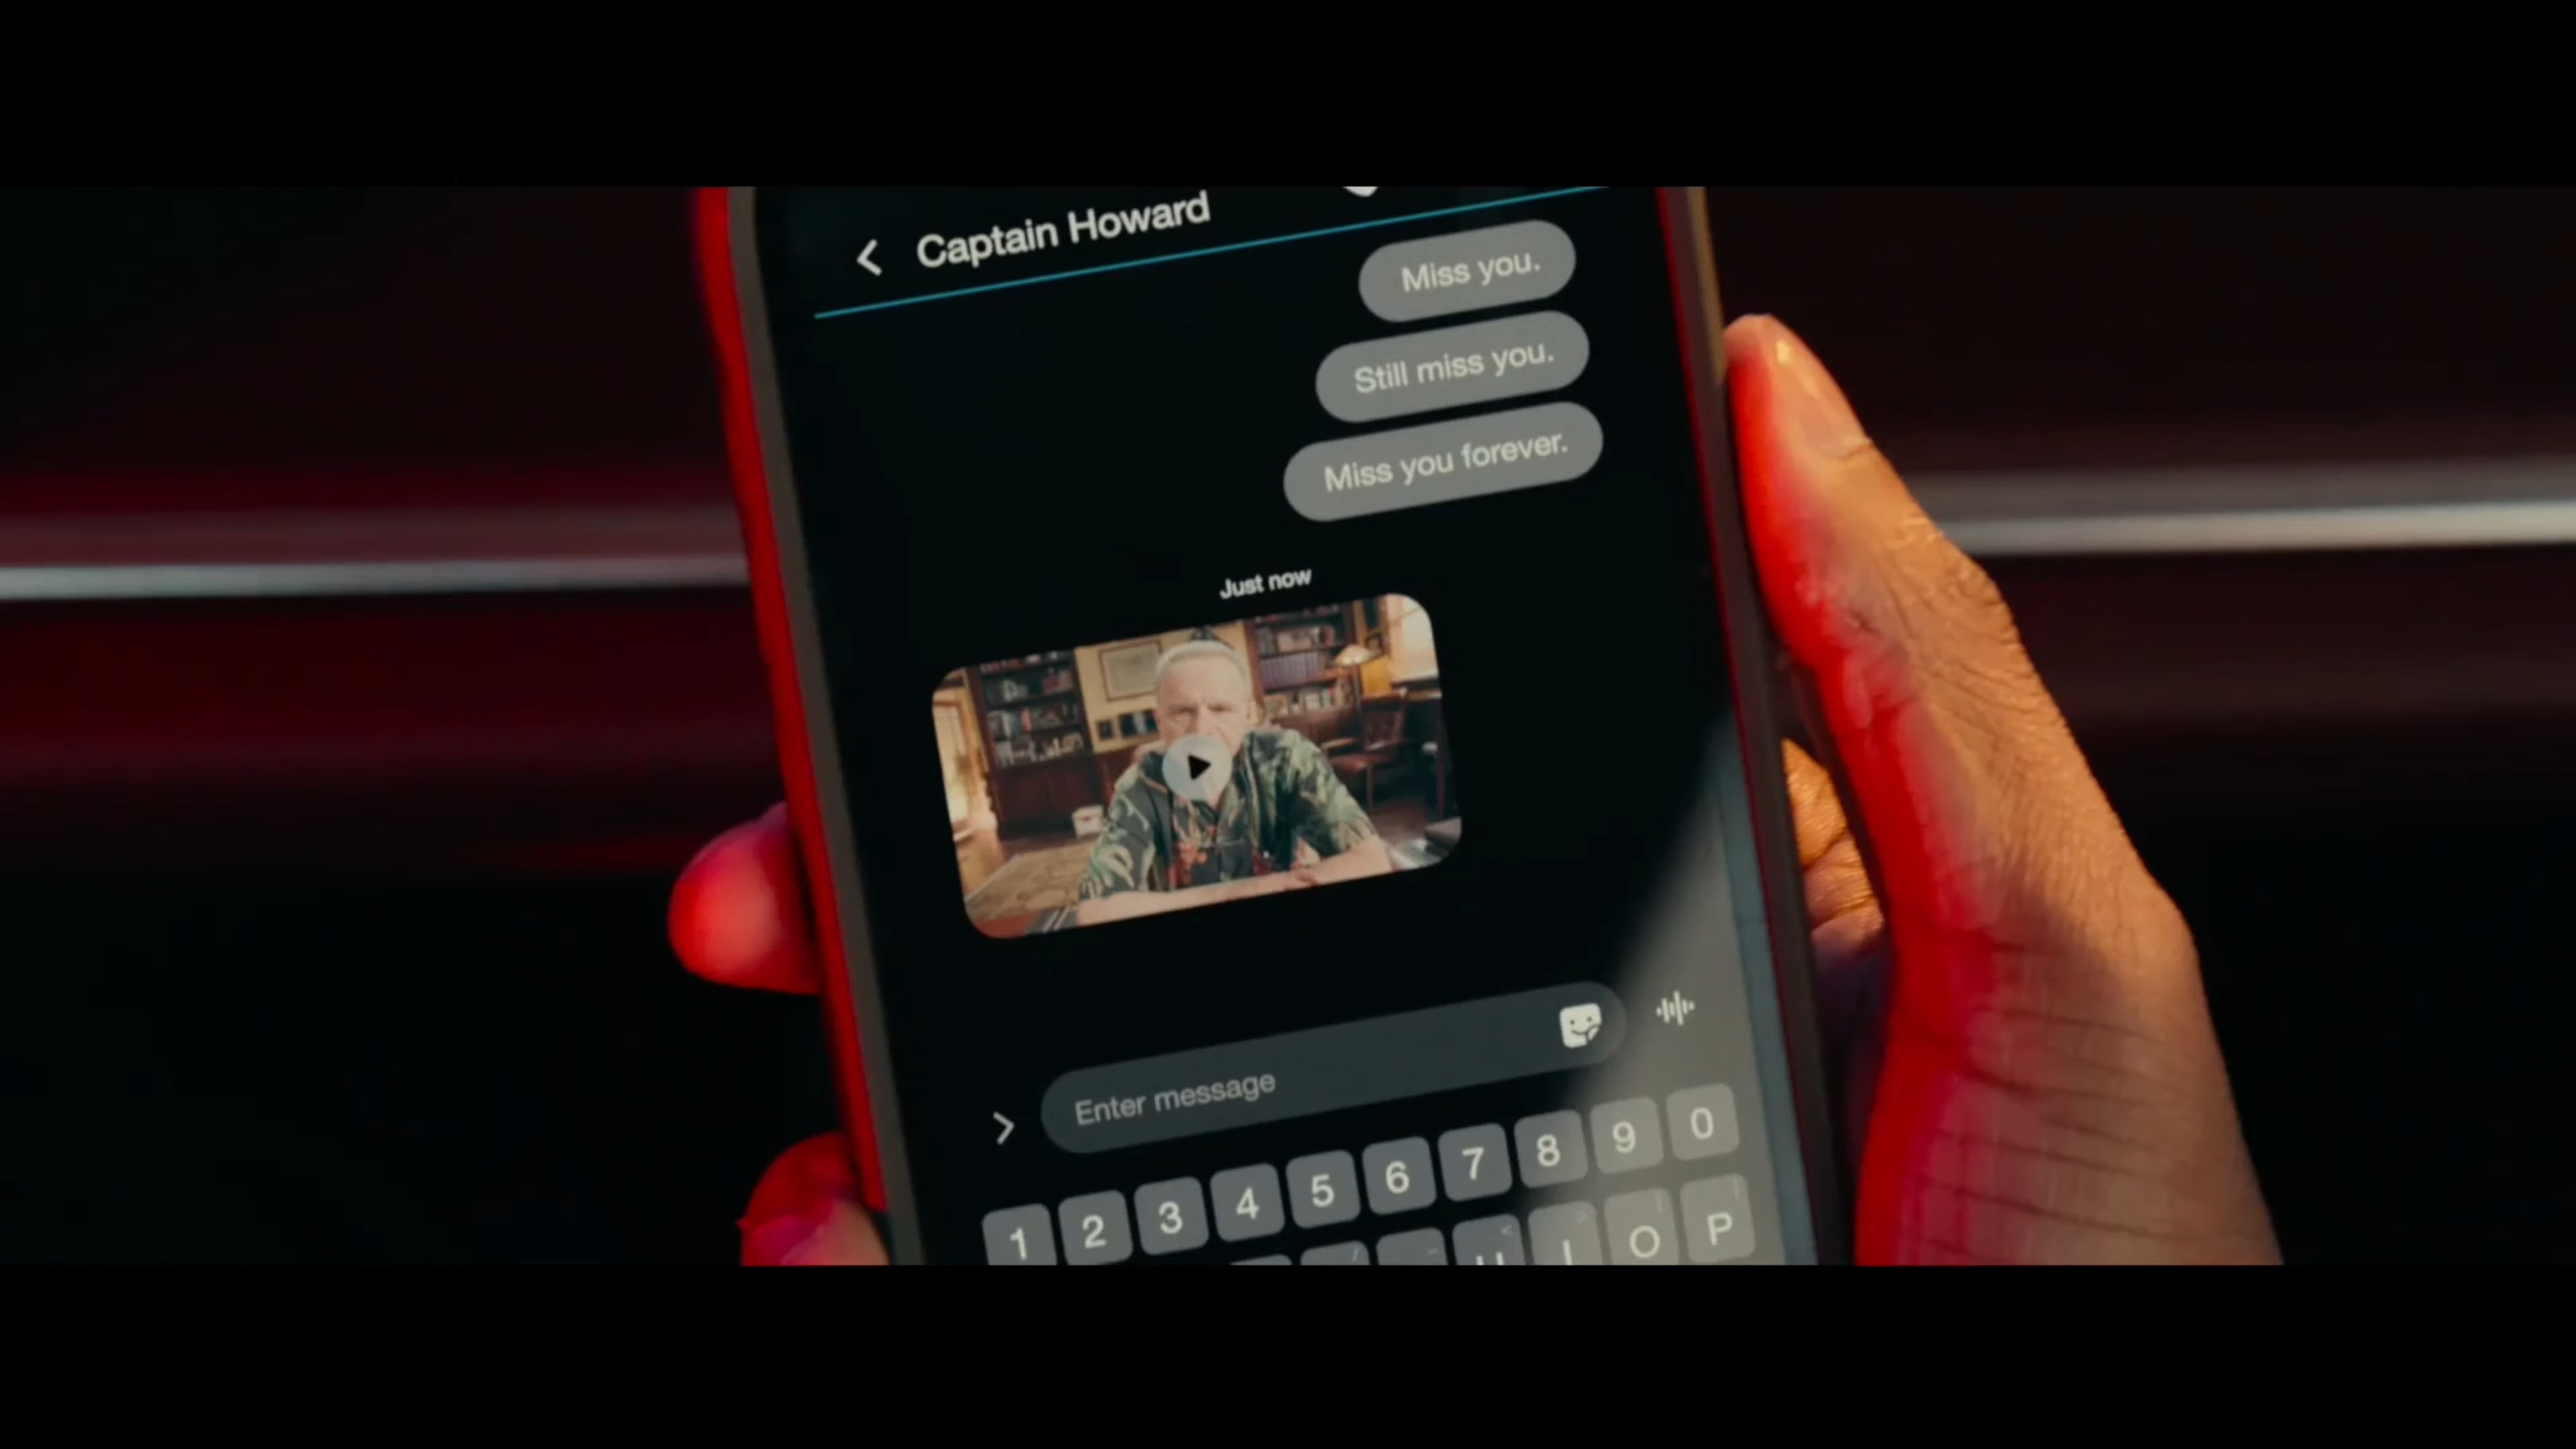 Captain Howard
Miss you.
Still miss you.
Miss you forever.
Just now
Enter message
1 2 3 4 5 6 7 8 9 0
U I O P